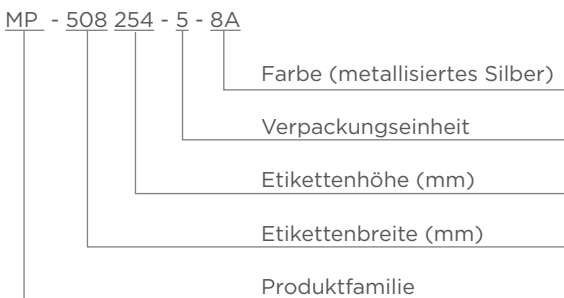 MP - 508 254 - 5 - 8A
Farbe (metallisiertes Silber)
Verpackungseinheit
Etikettenhöhe (mm)
Etikettenbreite (mm)
Produktfamilie